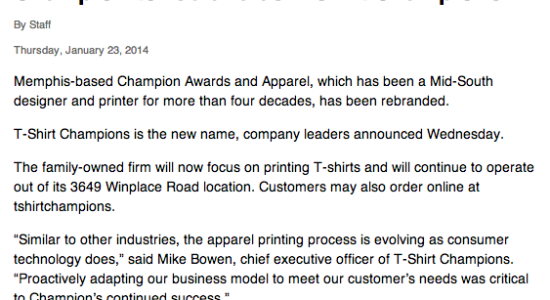 By Staff
Thursday, January 23, 2014
Memphis-based Champion Awards and Apparel, which has been a Mid-South
designer and printer for more than four decades, has been rebranded.
T-Shirt Champions is the new name, company leaders announced Wednesday.
The family-owned firm will now focus on printing T-shirts and will continue to operate
out of its 3649 Winplace Road location. Customers may also order online at
tshirtchampions.
“Similar to other industries, the apparel printing process is evolving as consumer
technology does,” said Mike Bowen, chief executive officer of T-Shirt Champions.
“Proactively adapting our business model to meet our customer’s needs was critical
to Champion’s continued success.”